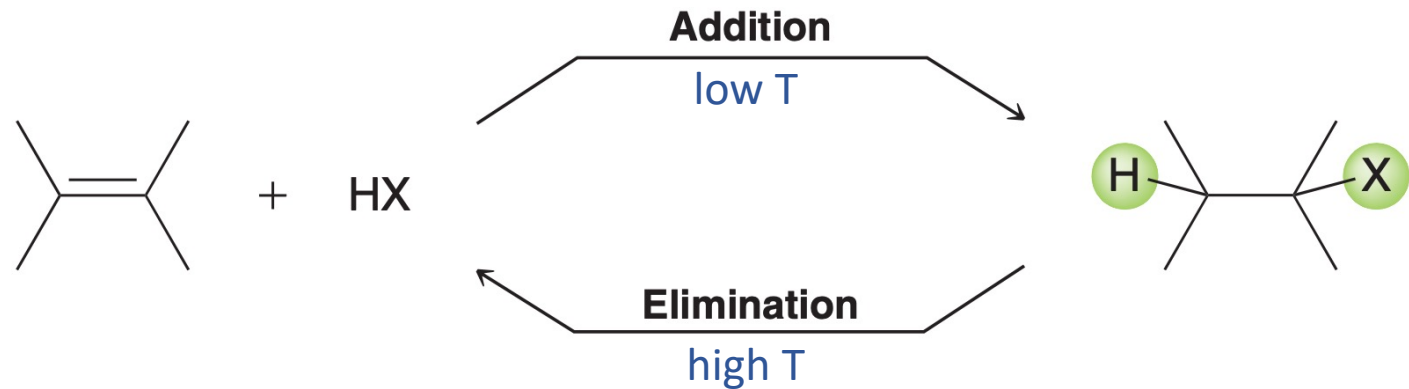 Addition
low T
+ HX
H X
Elimination
high T